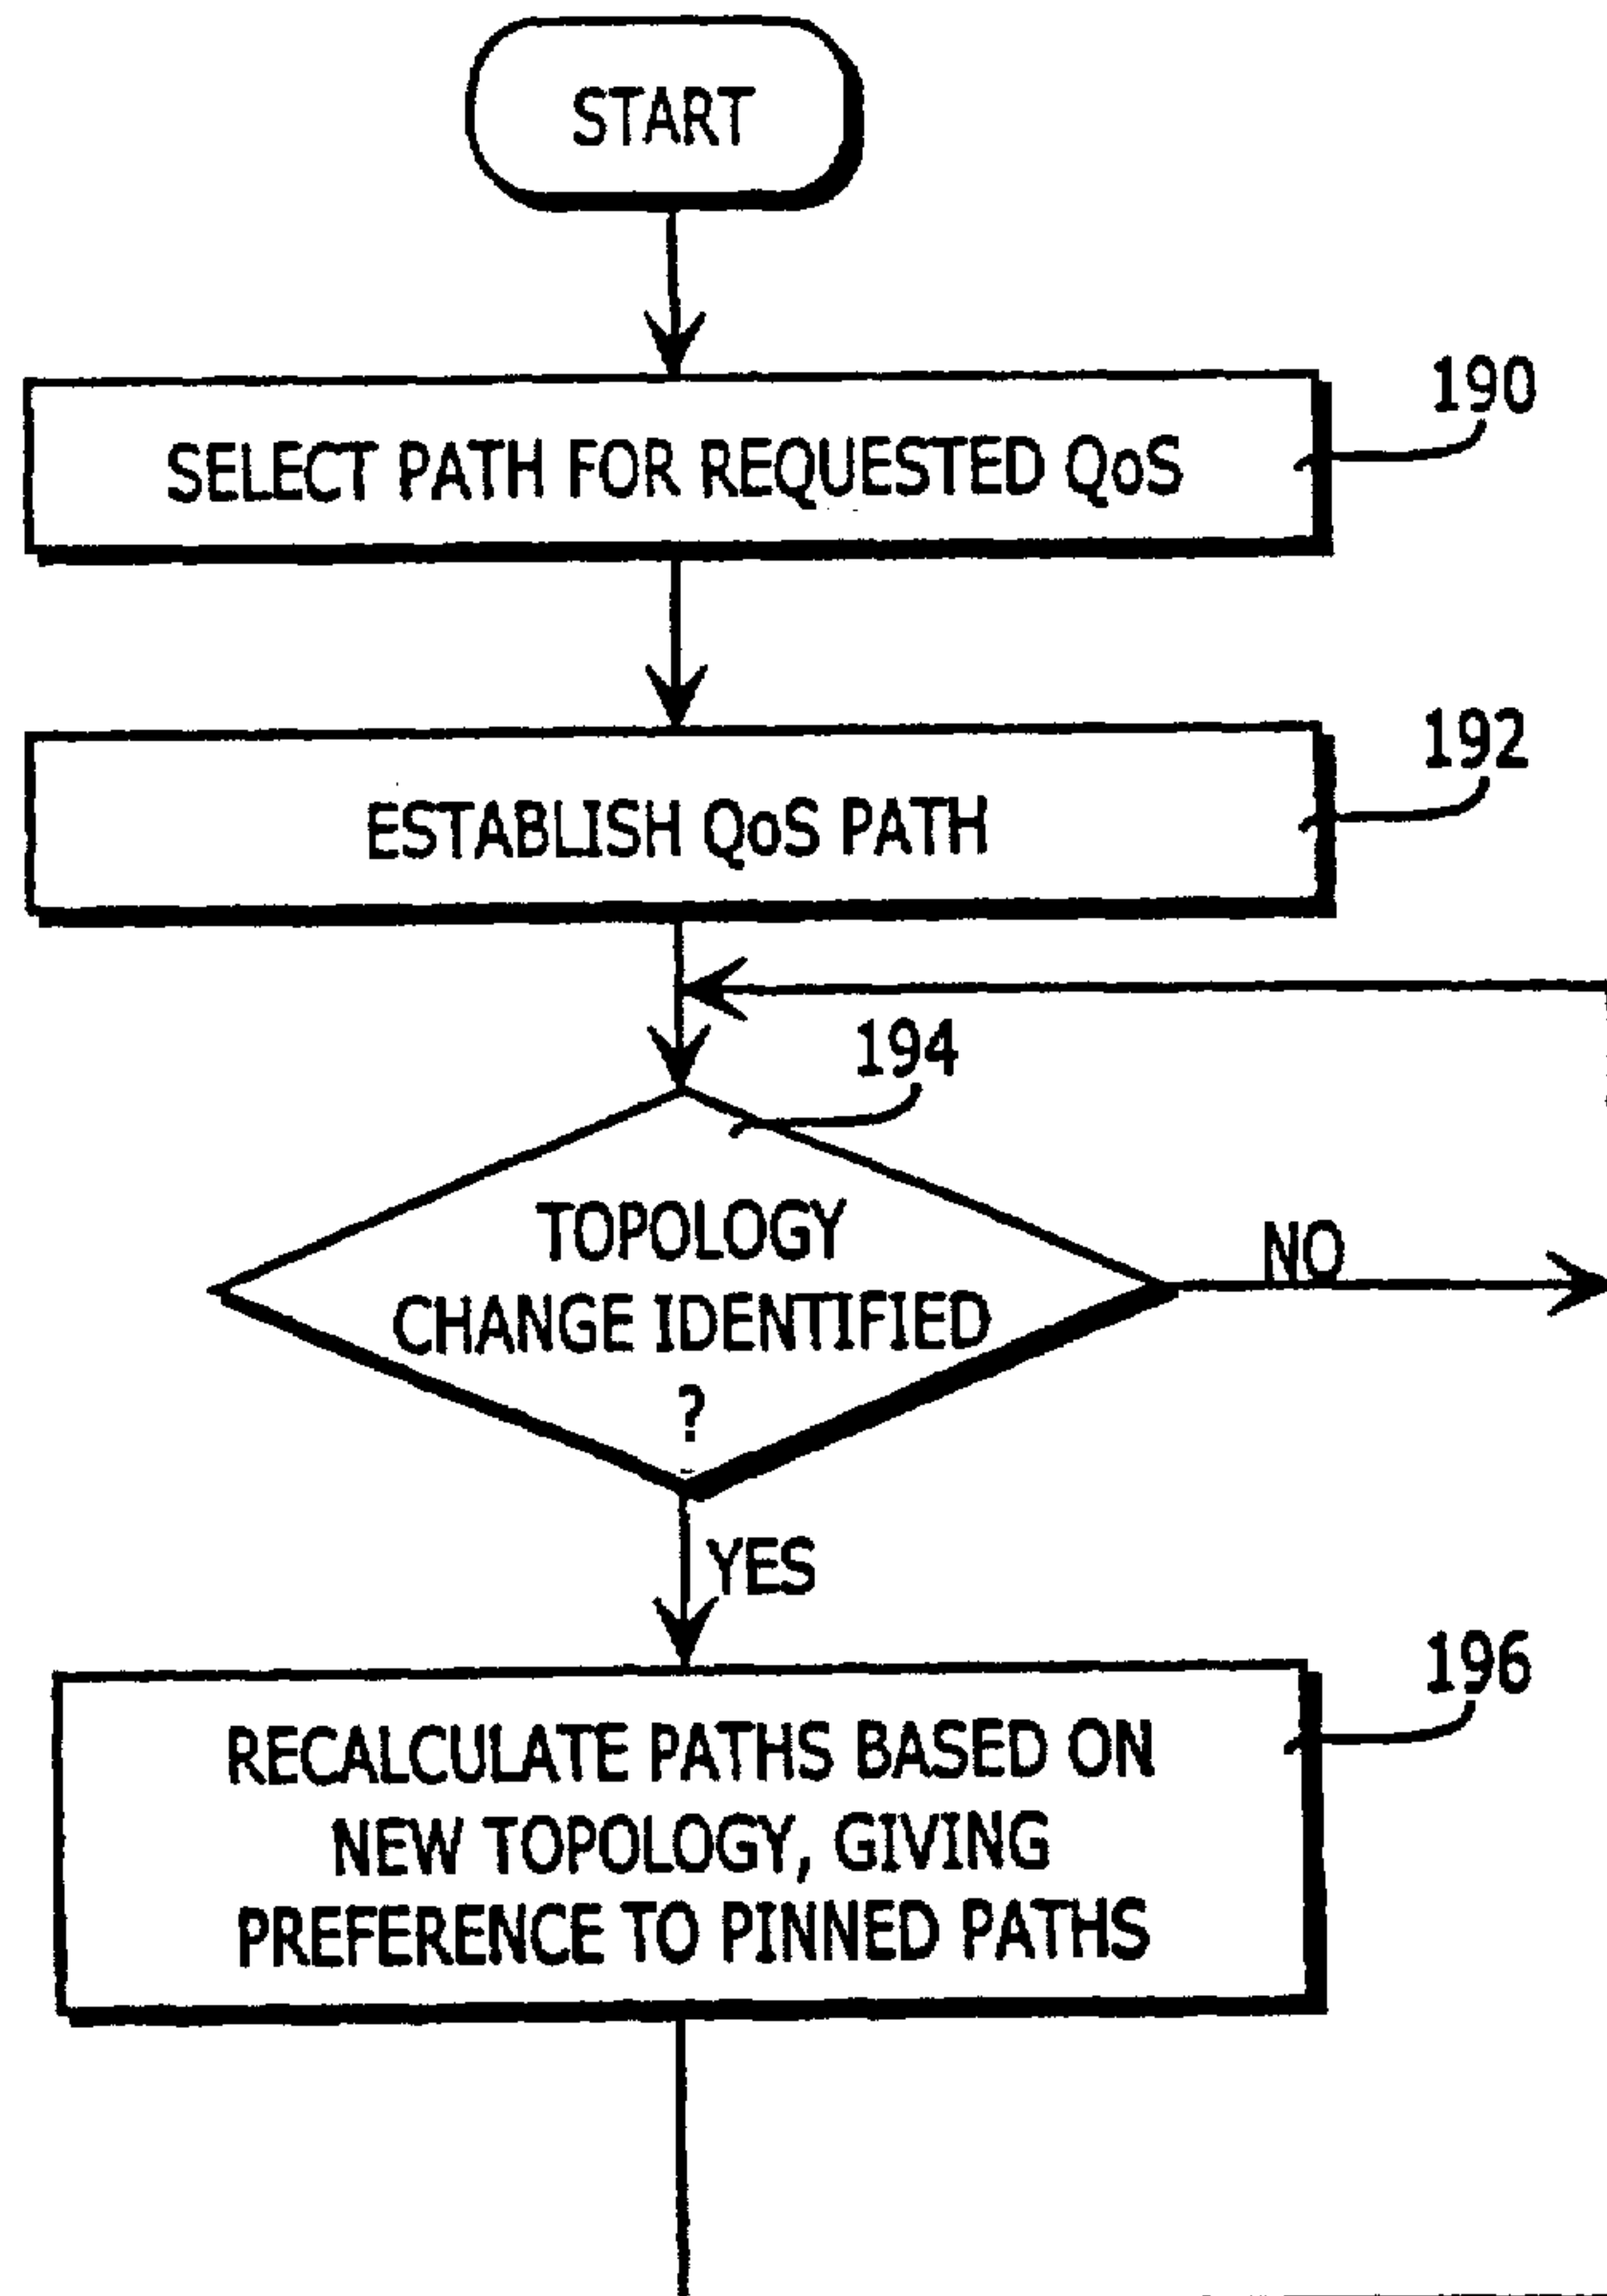 START
190
SELECT PATH FOR REQUESTED QoS
192
ESTABLISH QoS PATH
194
TOPOLOGY
CHANGE IDENTIFIED
?
NO
YES
196
RECALCULATE PATHS BASED ON
NEW TOPOLOGY, GIVING
PREFERENCE TO PINNED PATHS